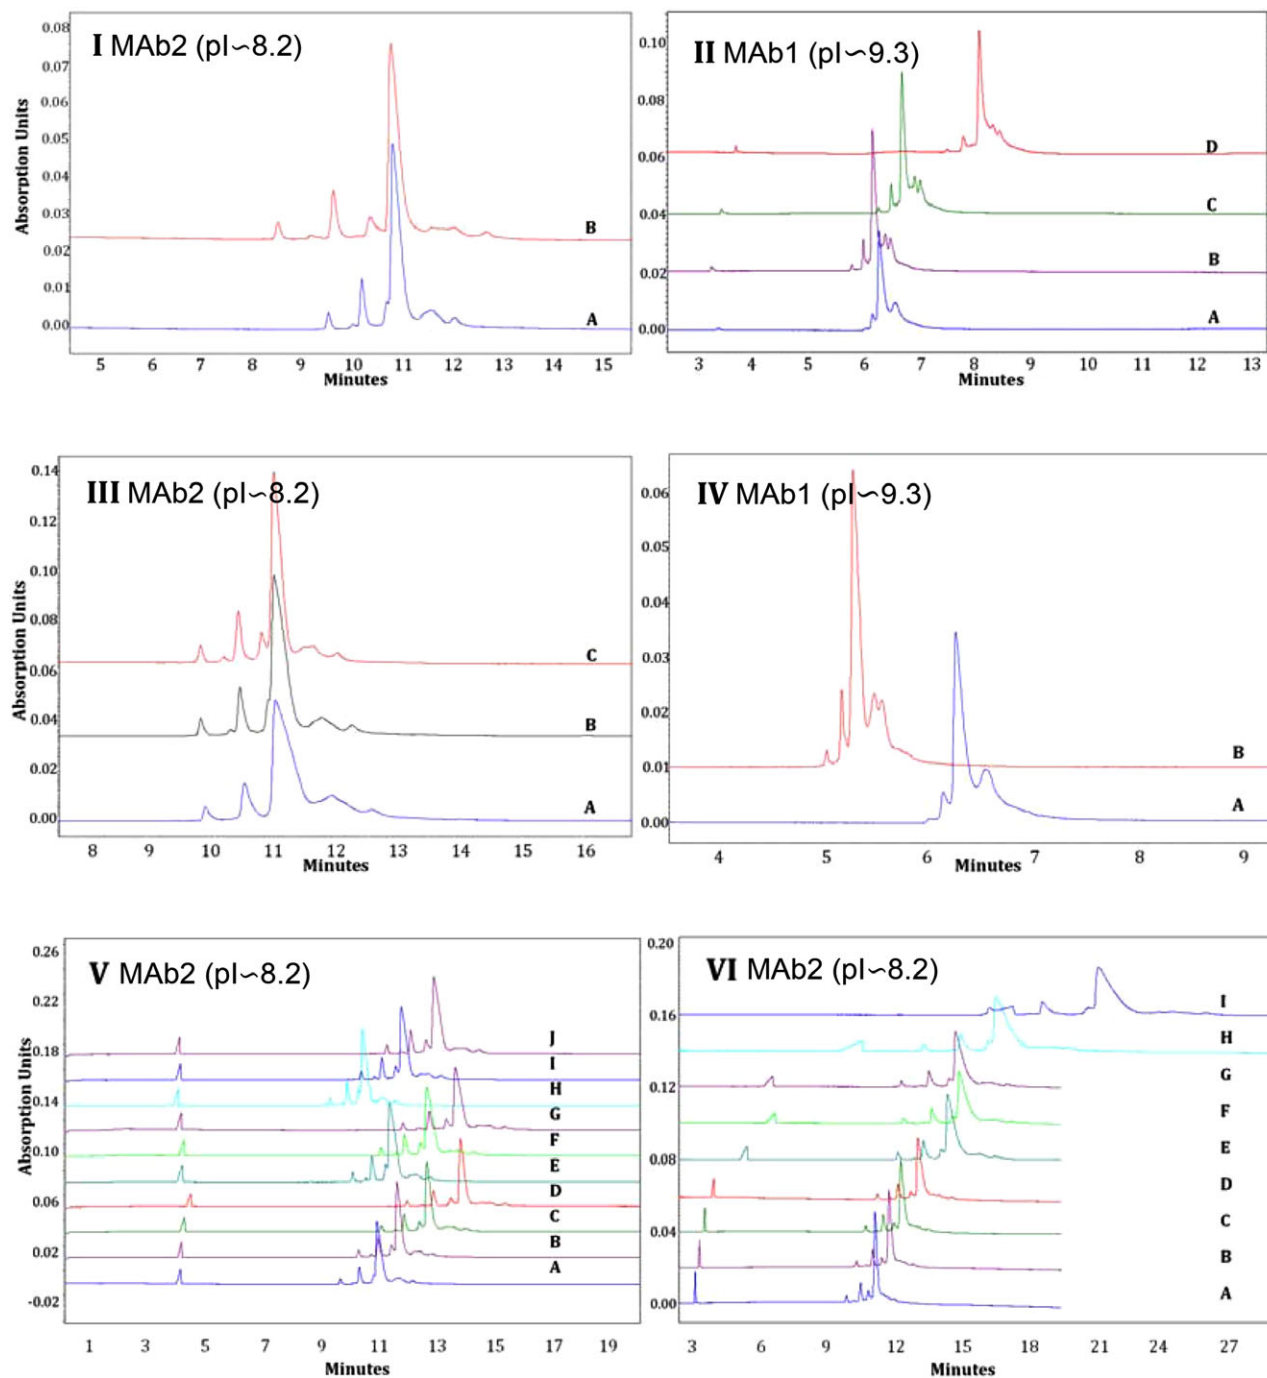 I MAb2 (pI~8.2)
0.08
0.07
0.06
0.05
0.04
0.03
0.02
0.01
0.00
Absorption Units
B
A
5 6 7 8 9 10 11 12 13 14 15
Minutes
II MAb1 (pI~9.3)
0.10
0.08
0.06
0.04
0.02
0.00
D
C
B
A
3 4 5 6 7 8 9 10 11 12 13
Minutes
III MAb2 (pI~8.2)
0.14
0.12
0.10
0.08
0.06
0.04
0.02
0.00
Absorption Units
C
B
A
8 9 10 11 12 13 14 15 16
Minutes
IV MAb1 (pI~9.3)
0.06
0.05
0.04
0.03
0.02
0.01
0.00
B
A
4 5 6 7 8 9
Minutes
V MAb2 (pI~8.2)
0.26
0.22
0.18
0.14
0.10
0.06
0.02
-0.02
Absorption Units
J
I
H
G
F
E
D
C
B
A
1 3 5 7 9 11 13 15 17 19
Minutes
VI MAb2 (pI~8.2)
0.20
0.16
0.12
0.08
0.04
0.00
I
H
G
F
E
D
C
B
A
3 6 9 12 15 18 21 24 27
Minutes